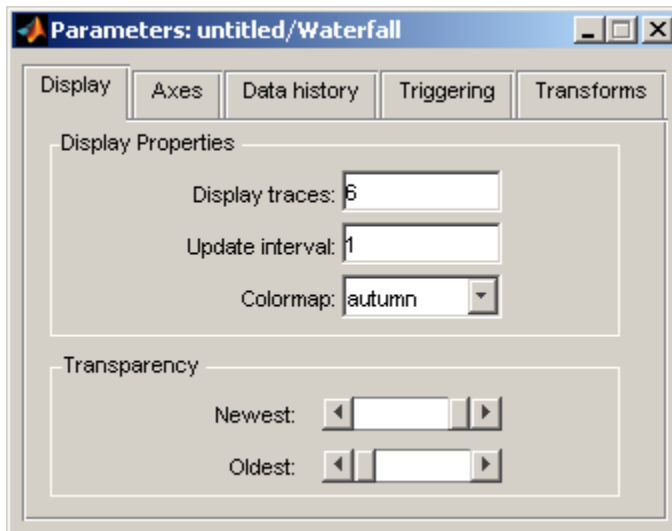 Parameters: untitled/Waterfall
Display Axes Data history Triggering Transforms
Display Properties
Display traces: 6
Update interval: 1
Colormap: autumn
Transparency
Newest:
Oldest: